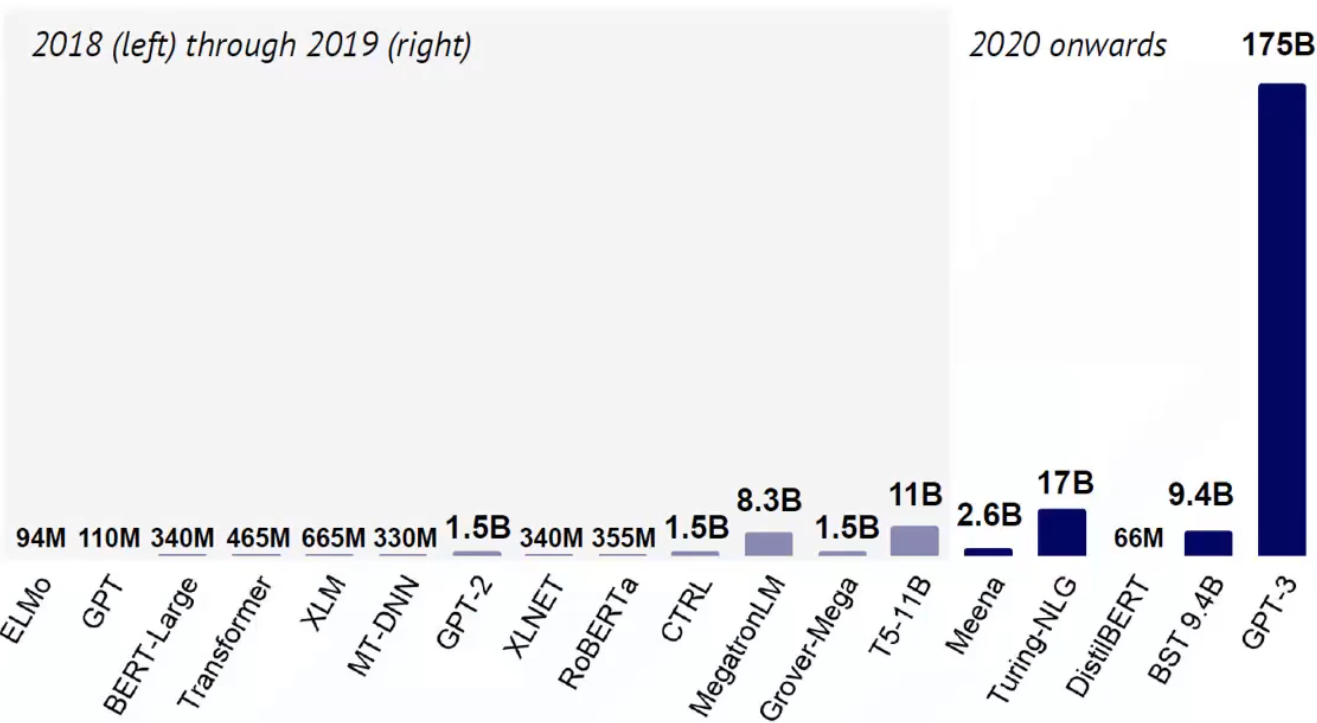 2018 (left) through 2019 (right)
2020 onwards
175B
94M
110M
340M
465M
665M
330M
1.5B
340M
355M
1.5B
8.3B
1.5B
11B
2.6B
17B
66M
9.4B
ELMo
GPT
BERT-Large
Transformer
XLM
MT-DNN
GPT-2
XLNET
RoBERTa
CTRL
MegatronLM
Grover-Mega
T5-11B
Meena
Turing-NLG
DistilBERT
BST 9.4B
GPT-3